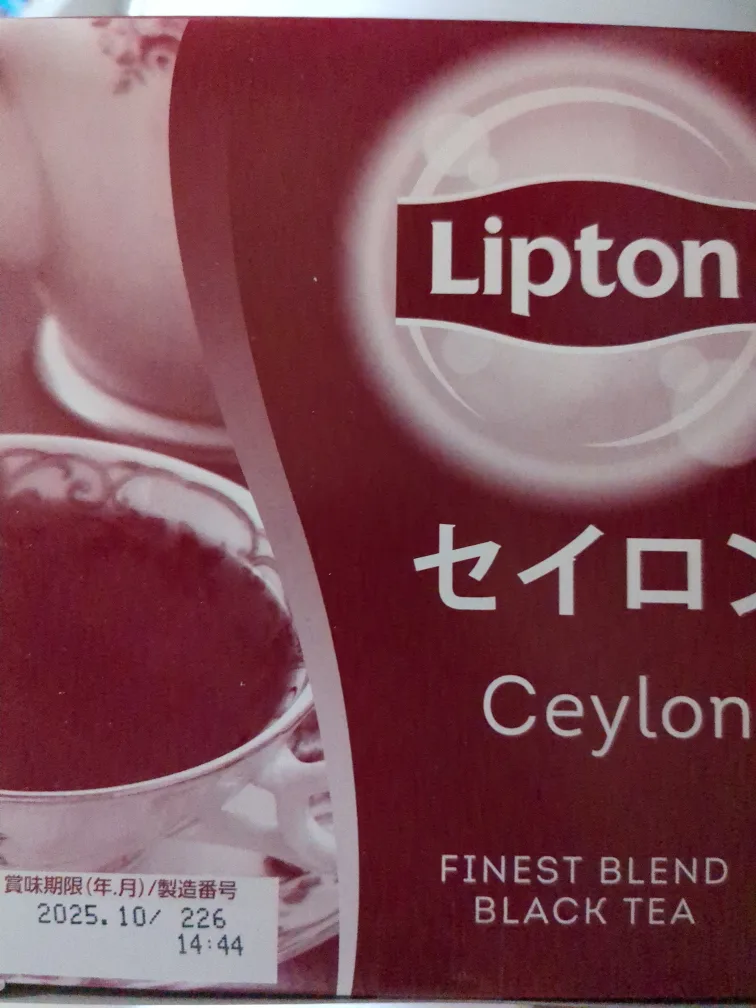 Lipton
セイロン
Ceylon
FINEST BLEND
BLACK TEA
賞味期限(年.月)/製造番号
2025.10/ 226
14:44